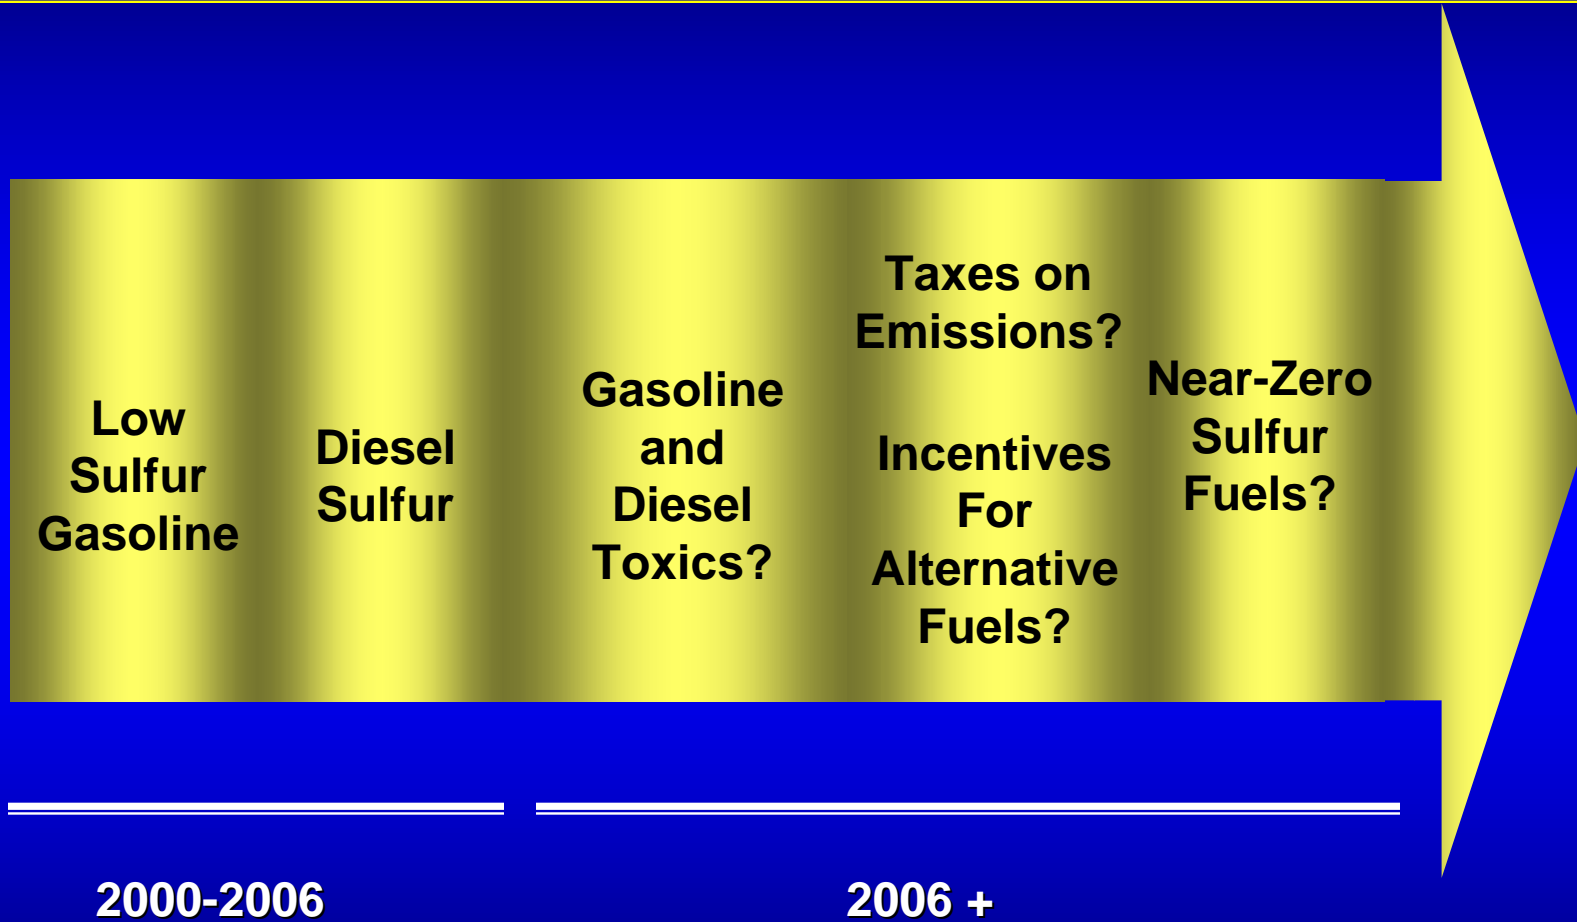 Low
Sulfur
Gasoline
Diesel
Sulfur
Gasoline
and
Diesel
Toxics?
Taxes on
Emissions?
Incentives
For
Alternative
Fuels?
Near-Zero
Sulfur
Fuels?
2000-2006
2006 +